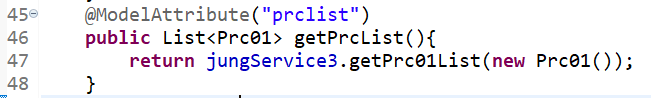 45 @ModelAttribute("prclist")
46 public List<Prc01> getPrcList(){
47 return jungService3.getPrc01List(new Prc01());
48 }